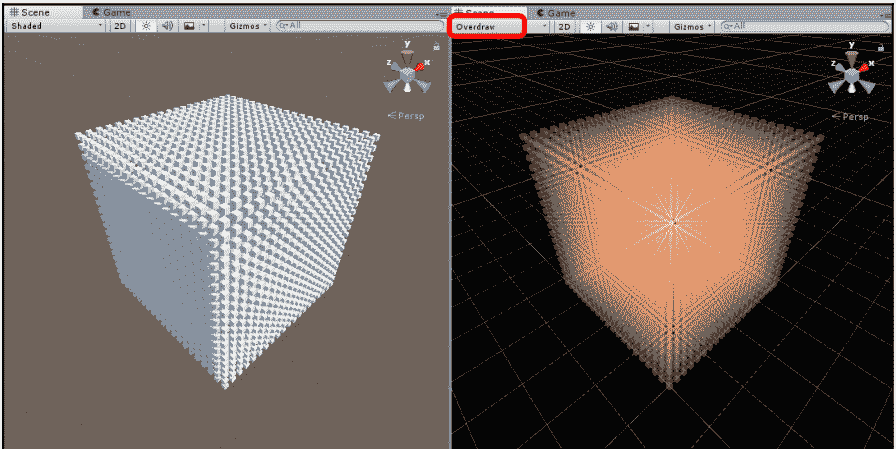 Scene Game
Shaded 2D Gizmos All
y
z x
Persp
Scene Game
Overdraw 2D Gizmos All
y
z x
Persp